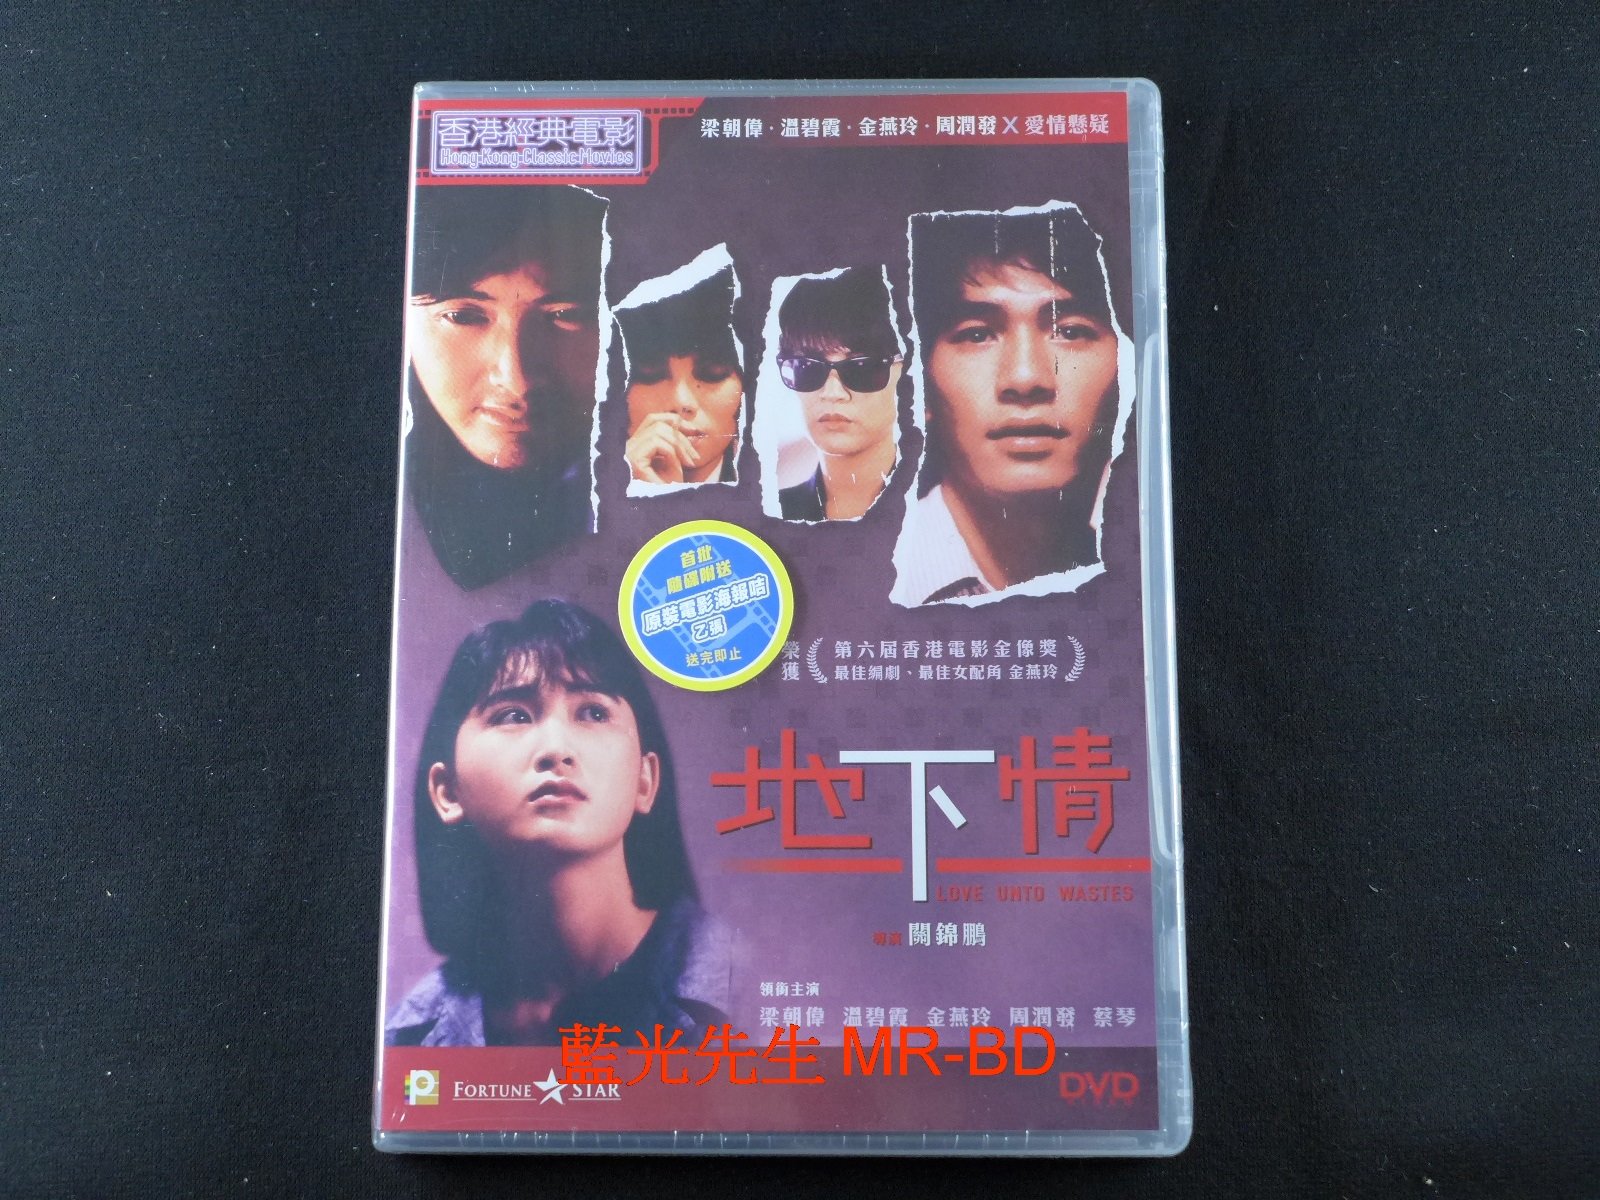 香港經典電影
Hong Kong Classic Movies
梁朝偉·溫碧霞·金燕玲·周潤發X愛情懸疑
首批
隨碟附送
原裝電影海報咭
乙張
送完即止
榮獲
第六屆香港電影金像獎
最佳編劇、最佳女配角 金燕玲
地下情
LOVE UNTO WASTES
導演 關錦鵬
領銜主演
梁朝偉 溫碧霞 金燕玲 周潤發 蔡琴
藍光先生 MR-BD
FORTUNE STAR
DVD